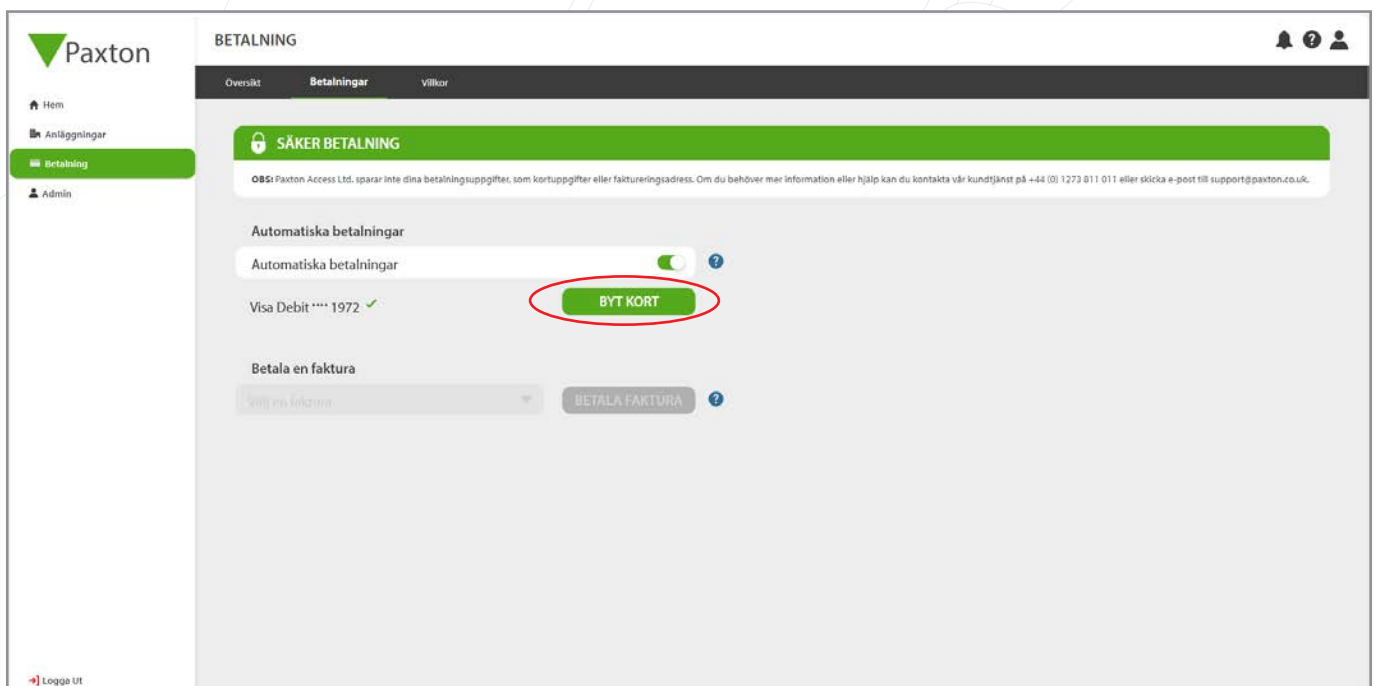 Paxton
BETALNING
Översikt Betalningar Villkor
Hem
Anläggningar
Betalning
Admin
SÄKER BETALNING
OBS: Paxton Access Ltd. sparar inte dina betalningsuppgifter, som kortuppgifter eller faktureringsadress. Om du behöver mer information eller hjälp kan du kontakta vår kundtjänst på +44 (0) 1273 811 011 eller skicka e-post till support@paxton.co.uk.
Automatiska betalningar
Automatiska betalningar
Visa Debit •••• 1972
BYT KORT
Betala en faktura
Välj en faktura
BETALA FAKTURA
Logga Ut